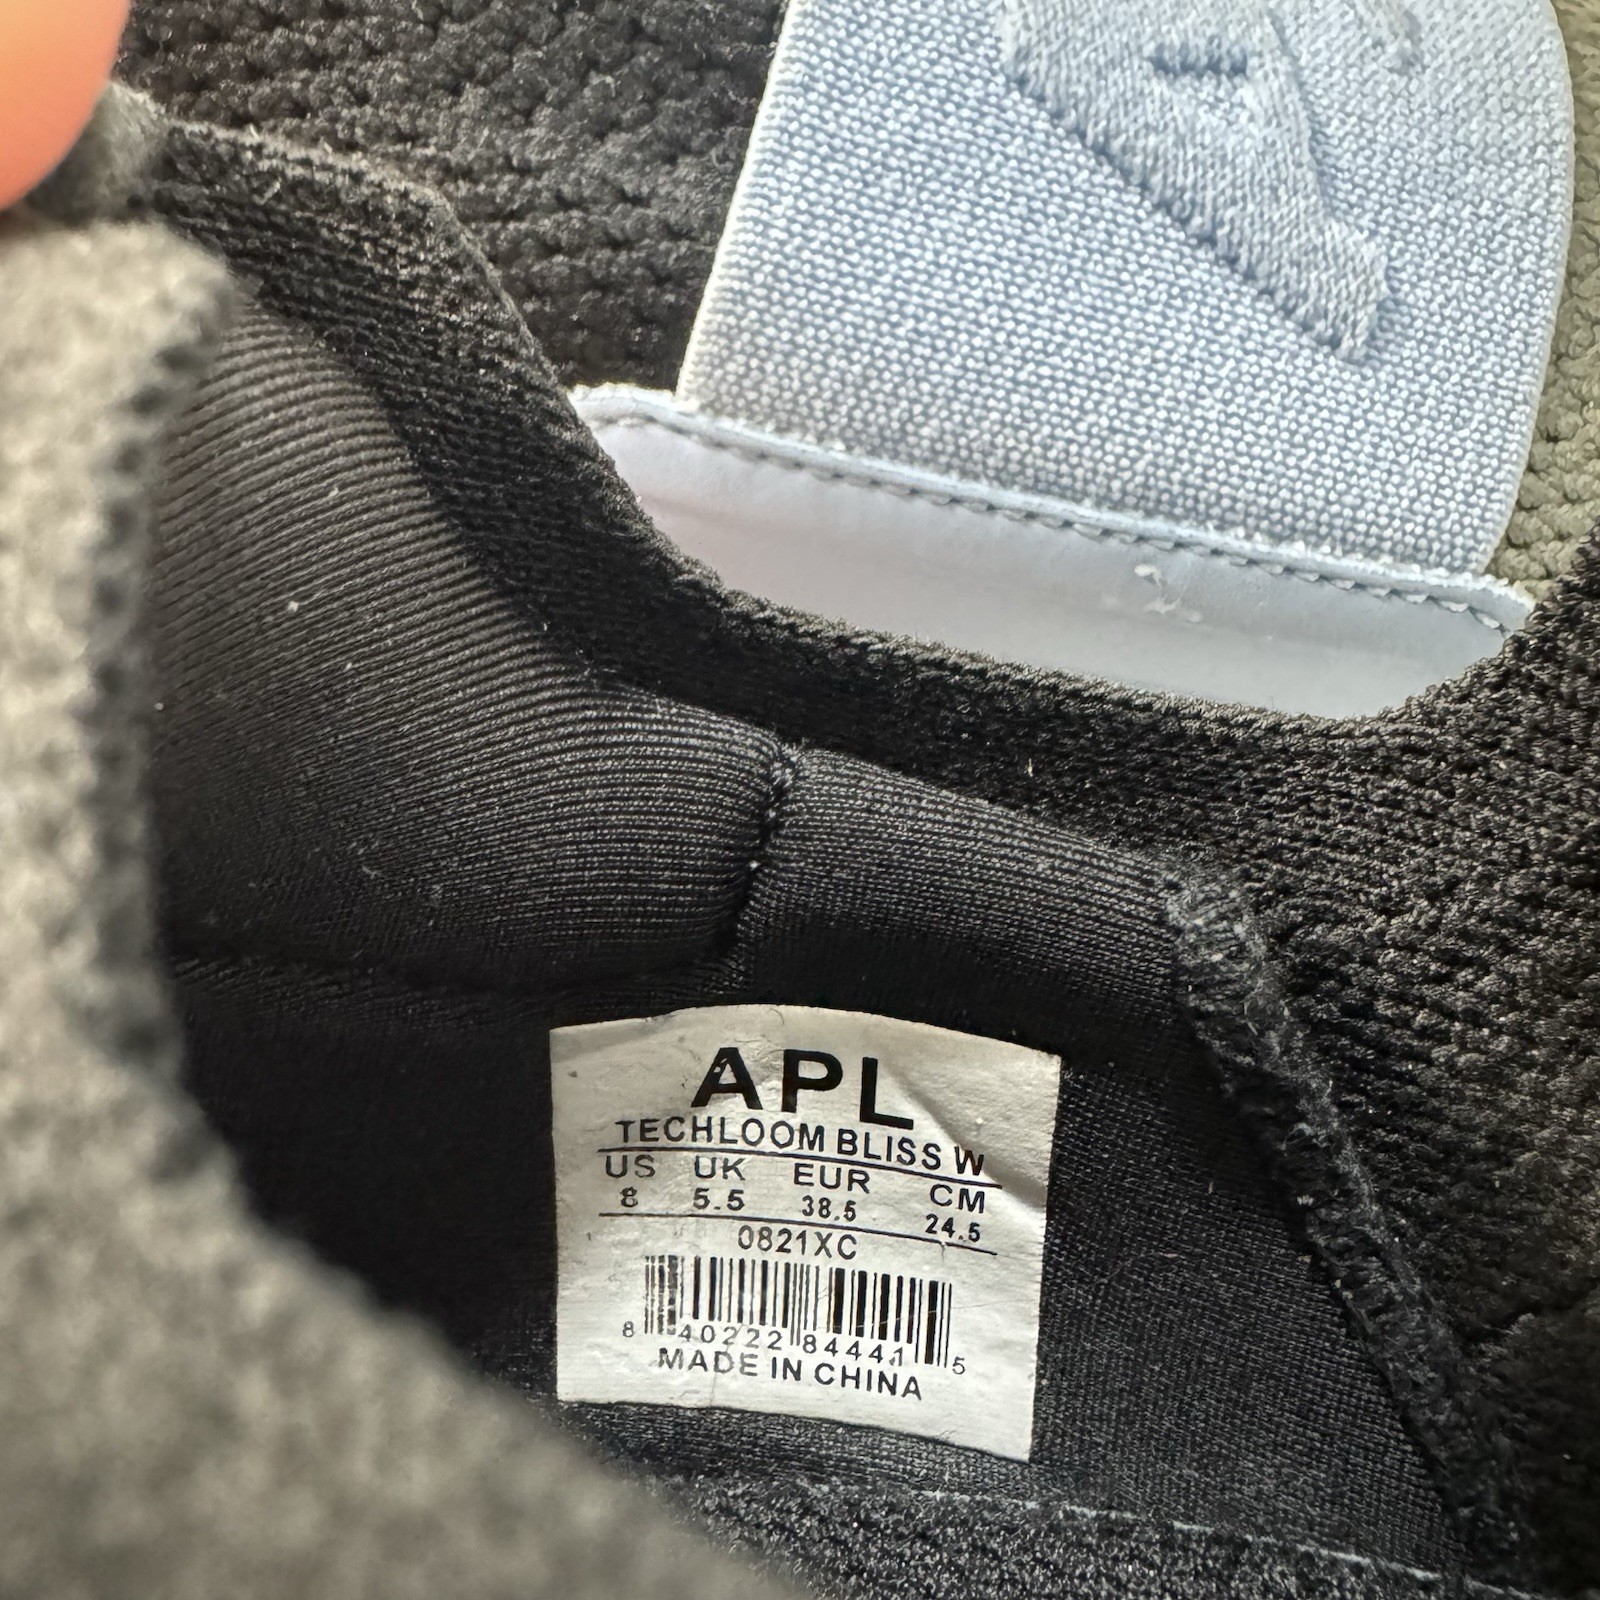 APL
TECHLOOM BLISS W
US UK EUR CM
8 5.5 38.5 24.5
0821XC
8 40222 84441 5
MADE IN CHINA